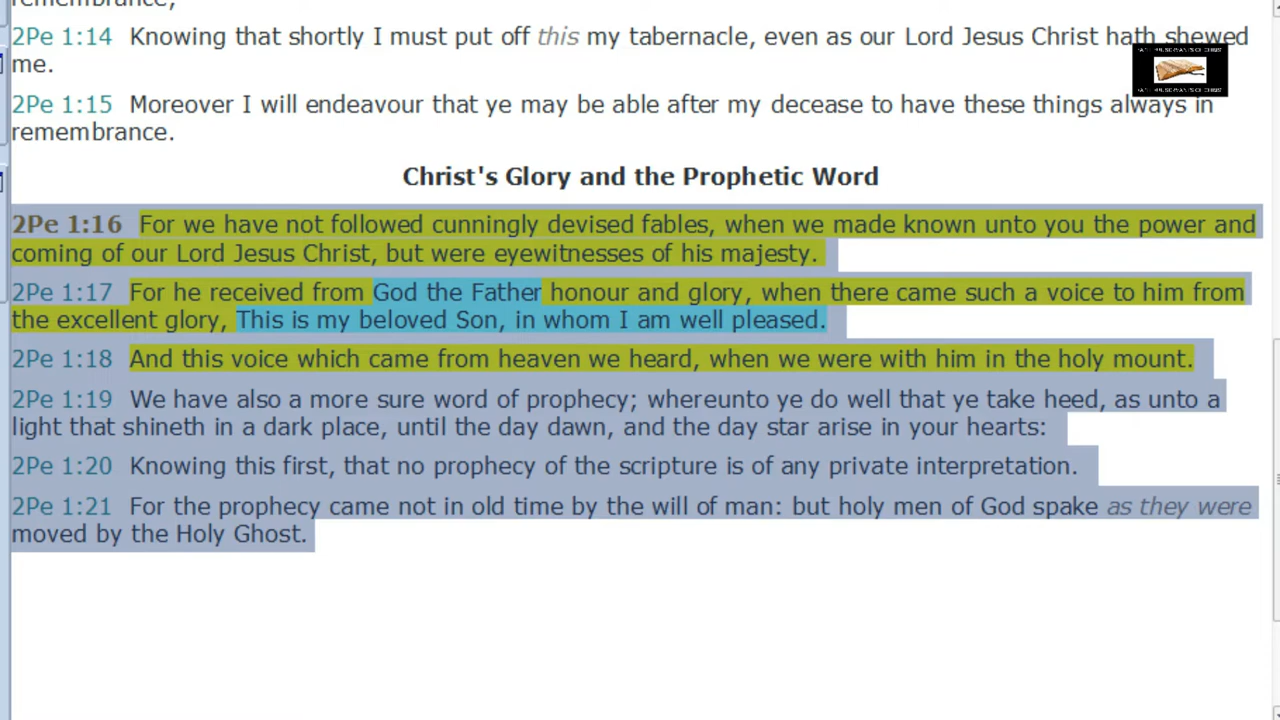 remembrance;
2Pe 1:14 Knowing that shortly I must put off this my tabernacle, even as our Lord Jesus Christ hath shewed
me.
2Pe 1:15 Moreover I will endeavour that ye may be able after my decease to have these things always in
remembrance.
Christ's Glory and the Prophetic Word
2Pe 1:16 For we have not followed cunningly devised fables, when we made known unto you the power and
coming of our Lord Jesus Christ, but were eyewitnesses of his majesty.
2Pe 1:17 For he received from God the Father honour and glory, when there came such a voice to him from
the excellent glory, This is my beloved Son, in whom I am well pleased.
2Pe 1:18 And this voice which came from heaven we heard, when we were with him in the holy mount.
2Pe 1:19 We have also a more sure word of prophecy; whereunto ye do well that ye take heed, as unto a
light that shineth in a dark place, until the day dawn, and the day star arise in your hearts:
2Pe 1:20 Knowing this first, that no prophecy of the scripture is of any private interpretation.
2Pe 1:21 For the prophecy came not in old time by the will of man: but holy men of God spake as they were
moved by the Holy Ghost.